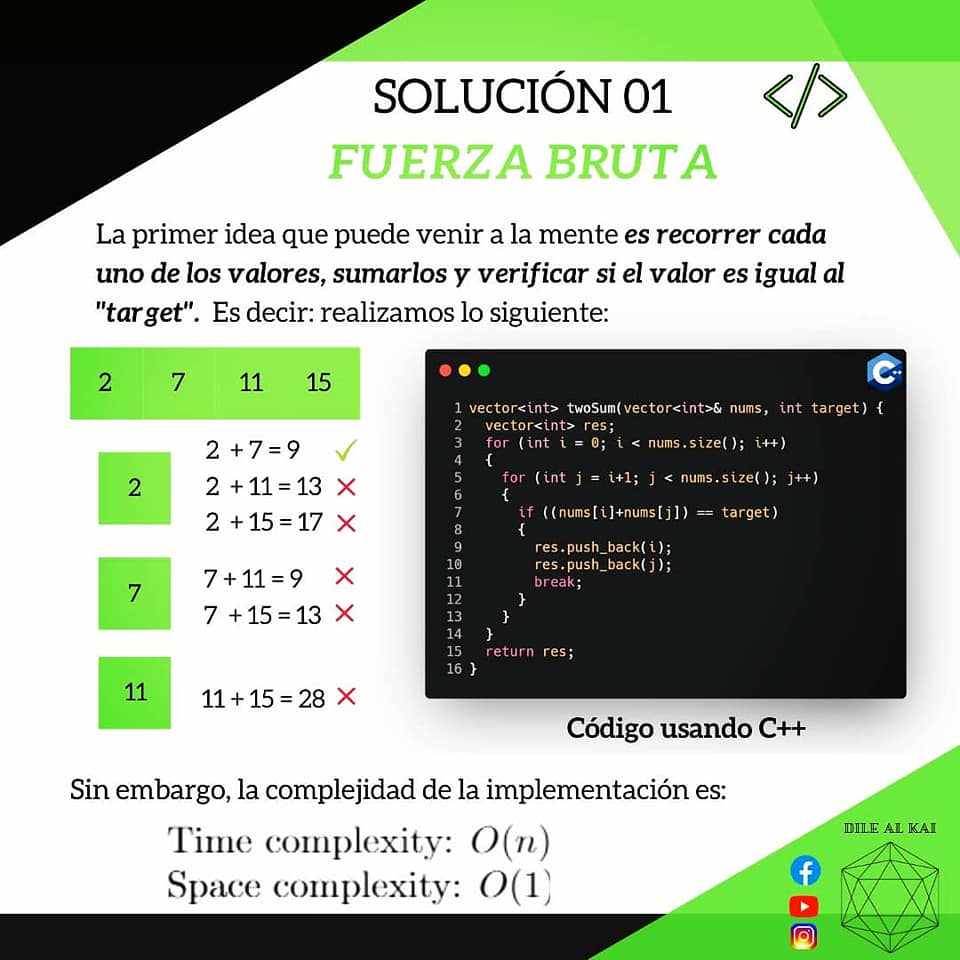 SOLUCIÓN 01
</>
FUERZA BRUTA
La primer idea que puede venir a la mente es recorrer cada
uno de los valores, sumarlos y verificar si el valor es igual al
"target". Es decir: realizamos lo siguiente:
2 7 11 15
2
2 + 7 = 9
2 + 11 = 13
2 + 15 = 17
7
7 + 11 = 9
7 + 15 = 13
11
11 + 15 = 28
C++
1 vector<int> twoSum(vector<int>& nums, int target) {
2 vector<int> res;
3 for (int i = 0; i < nums.size(); i++)
4 {
5 for (int j = i+1; j < nums.size(); j++)
6 {
7 if ((nums[i]+nums[j]) == target)
8 {
9 res.push_back(i);
10 res.push_back(j);
11 break;
12 }
13 }
14 }
15 return res;
16 }
Código usando C++
Sin embargo, la complejidad de la implementación es:
Time complexity: O(n)
Space complexity: O(1)
DILE AL KAI